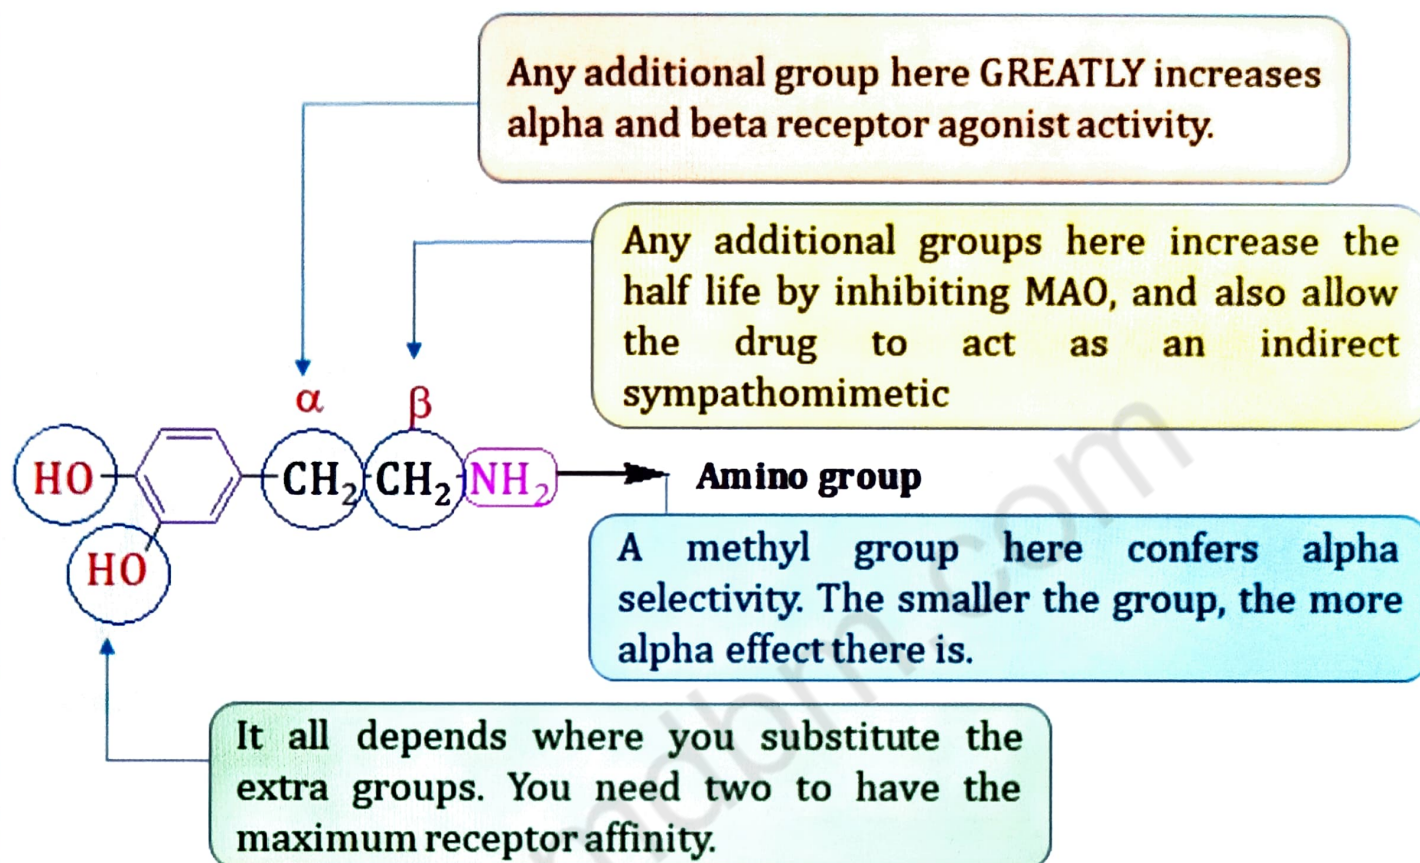 Any additional group here GREATLY increases
alpha and beta receptor agonist activity.
Any additional groups here increase the
half life by inhibiting MAO, and also allow
the drug to act as an indirect
sympathomimetic
α β
HO CH₂ CH₂ NH₂ Amino group
HO
A methyl group here confers alpha
selectivity. The smaller the group, the more
alpha effect there is.
It all depends where you substitute the
extra groups. You need two to have the
maximum receptor affinity.
mdbm.com